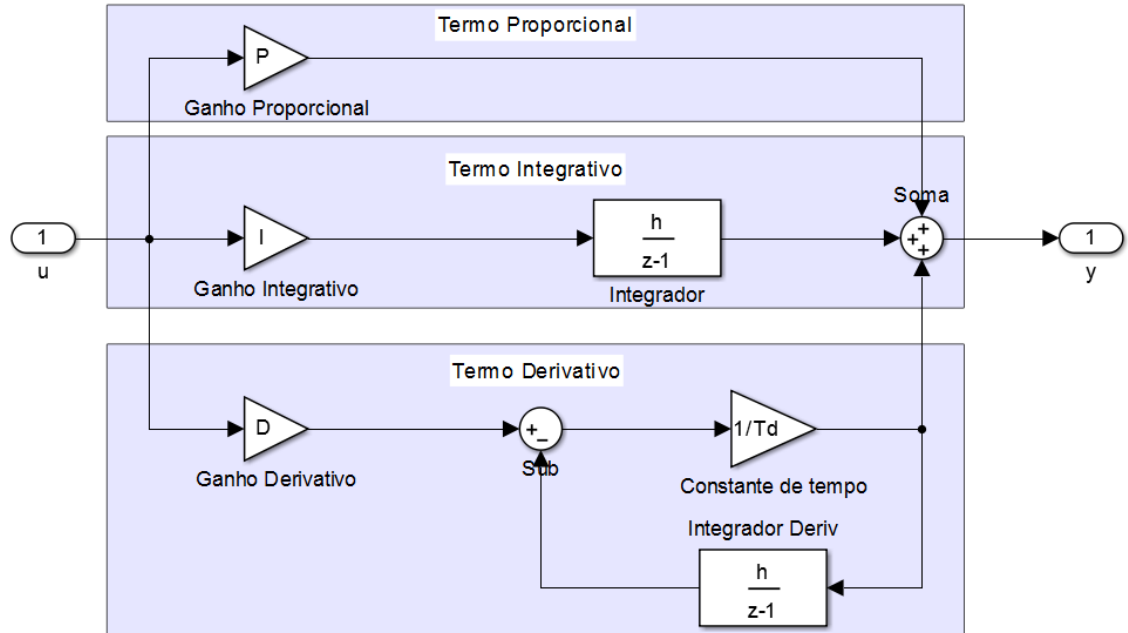 Termo Proporcional
P
Ganho Proporcional
Termo Integrativo
Soma
1
u
I
Ganho Integrativo
h
z-1
Integrador
+
+
+
1
y
Termo Derivativo
D
Ganho Derivativo
+
-
Sub
1/Td
Constante de tempo
Integrador Deriv
h
z-1